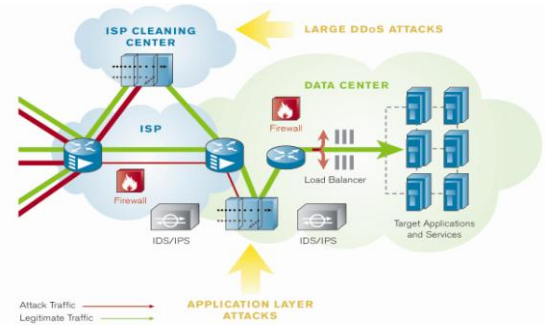 ISP CLEANING
CENTER
LARGE DDoS ATTACKS
DATA CENTER
ISP
Firewall
Load Balancer
Firewall
IDS/IPS
IDS/IPS
Target Applications
and Services
Attack Traffic
Legitimate Traffic
APPLICATION LAYER
ATTACKS